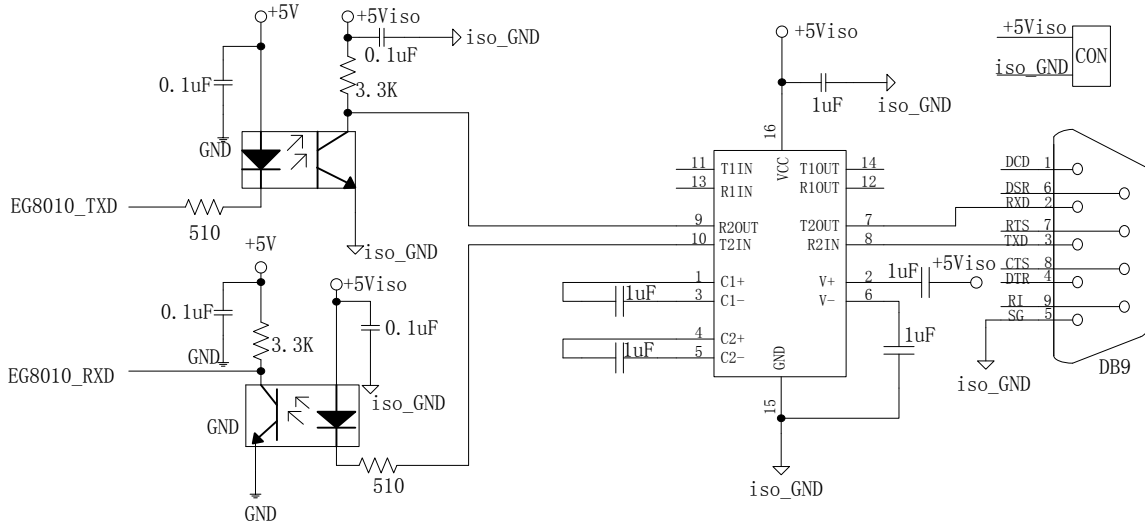 +5V
+5Viso
0.1uF
iso_GND
0.1uF
3.3K
GND
EG8010_TXD
510
iso_GND
+5V
+5Viso
0.1uF
3.3K
0.1uF
GND
iso_GND
EG8010_RXD
GND
510
GND
+5Viso
1uF
iso_GND
16
VCC
11 T1IN
T1OUT 14
13 R1IN
R1OUT 12
9 R2OUT
T2OUT 7
10 T2IN
R2IN 8
1 C1+
V+ 2
3 C1-
V- 6
4 C2+
5 C2-
GND
15
1uF
1uF
1uF
+5Viso
1uF
iso_GND
+5Viso
iso_GND
CON
DCD 1
DSR 6
RXD 2
RTS 7
TXD 3
CTS 8
DTR 4
RI 9
SG 5
iso_GND
DB9